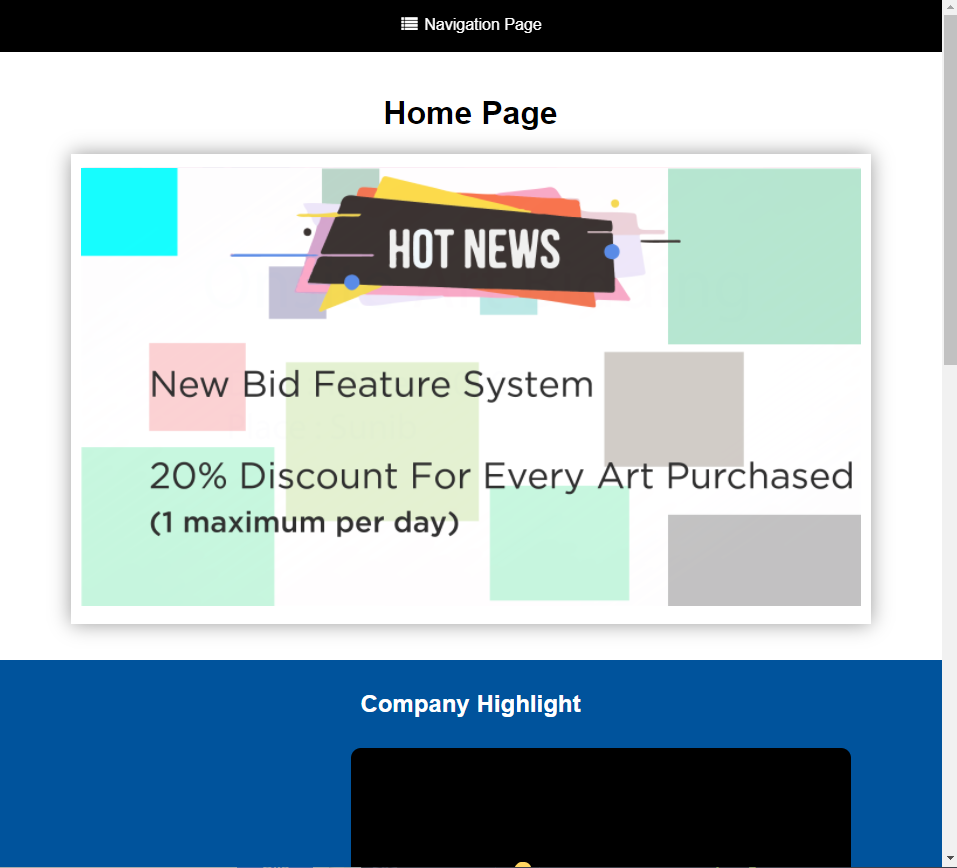 Navigation Page
Home Page
HOT NEWS
New Bid Feature System
20% Discount For Every Art Purchased
(1 maximum per day)
Company Highlight